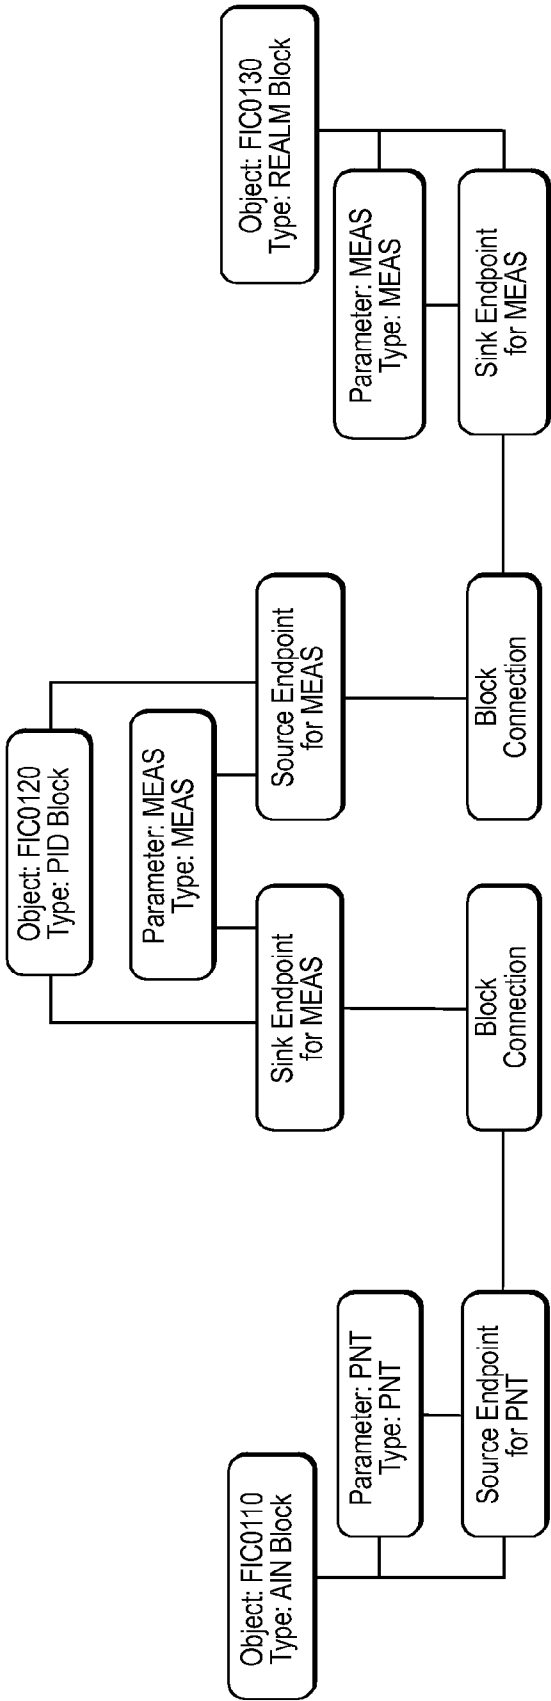 Object: FIC0110
Type: AIN Block
Parameter: PNT
Type: PNT
Source Endpoint
for PNT
Block
Connection
Object: FIC0120
Type: PID Block
Parameter: MEAS
Type: MEAS
Sink Endpoint
for MEAS
Source Endpoint
for MEAS
Block
Connection
Object: FIC0130
Type: REALM Block
Parameter: MEAS
Type: MEAS
Sink Endpoint
for MEAS